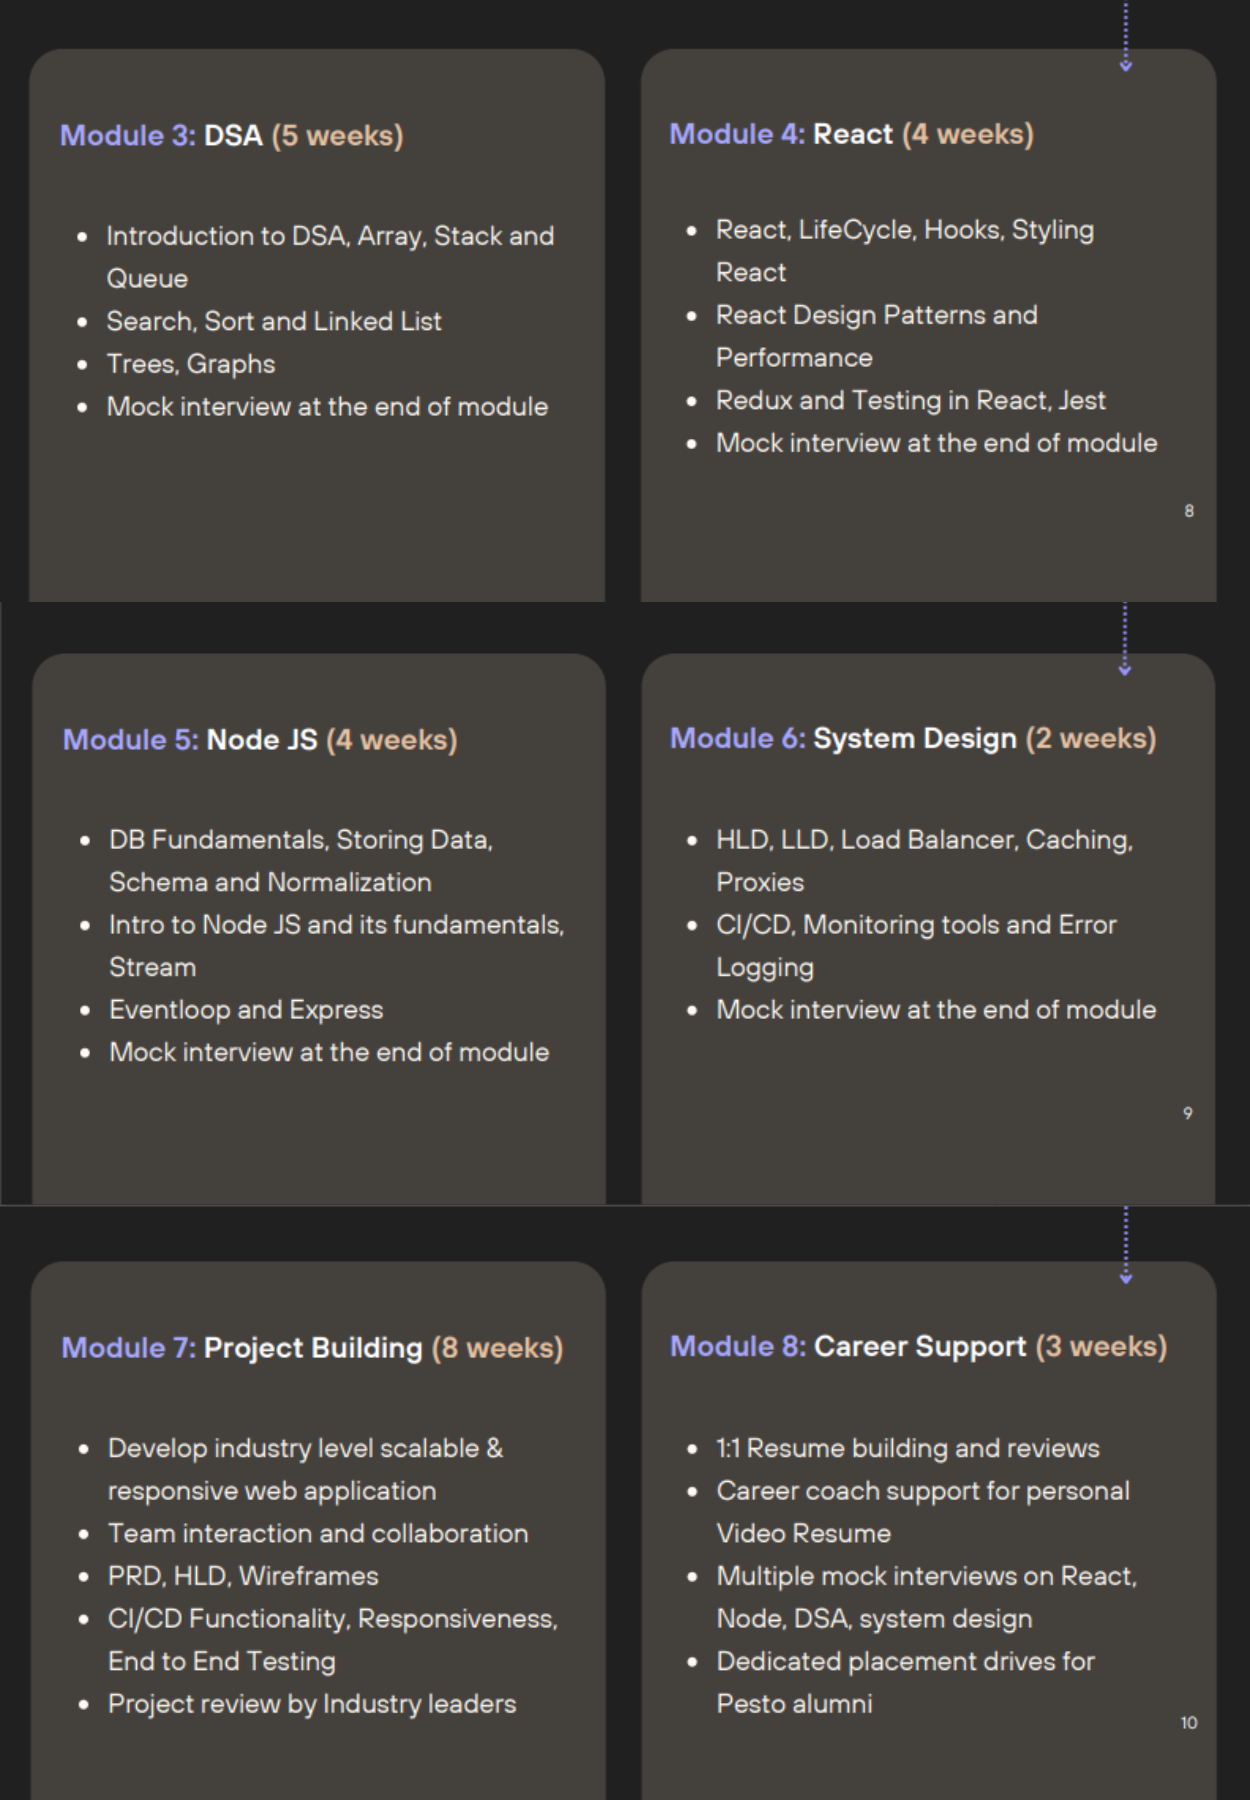 Module 3: DSA (5 weeks)
Introduction to DSA, Array, Stack and
Queue
Search, Sort and Linked List
Trees, Graphs
Mock interview at the end of module
Module 4: React (4 weeks)
React, LifeCycle, Hooks, Styling
React
React Design Patterns and
Performance
Redux and Testing in React, Jest
Mock interview at the end of module
8
Module 5: Node JS (4 weeks)
DB Fundamentals, Storing Data,
Schema and Normalization
Intro to Node JS and its fundamentals,
Stream
Eventloop and Express
Mock interview at the end of module
Module 6: System Design (2 weeks)
HLD, LLD, Load Balancer, Caching,
Proxies
CI/CD, Monitoring tools and Error
Logging
Mock interview at the end of module
9
Module 7: Project Building (8 weeks)
Develop industry level scalable &
responsive web application
Team interaction and collaboration
PRD, HLD, Wireframes
CI/CD Functionality, Responsiveness,
End to End Testing
Project review by Industry leaders
Module 8: Career Support (3 weeks)
1:1 Resume building and reviews
Career coach support for personal
Video Resume
Multiple mock interviews on React,
Node, DSA, system design
Dedicated placement drives for
Pesto alumni
10